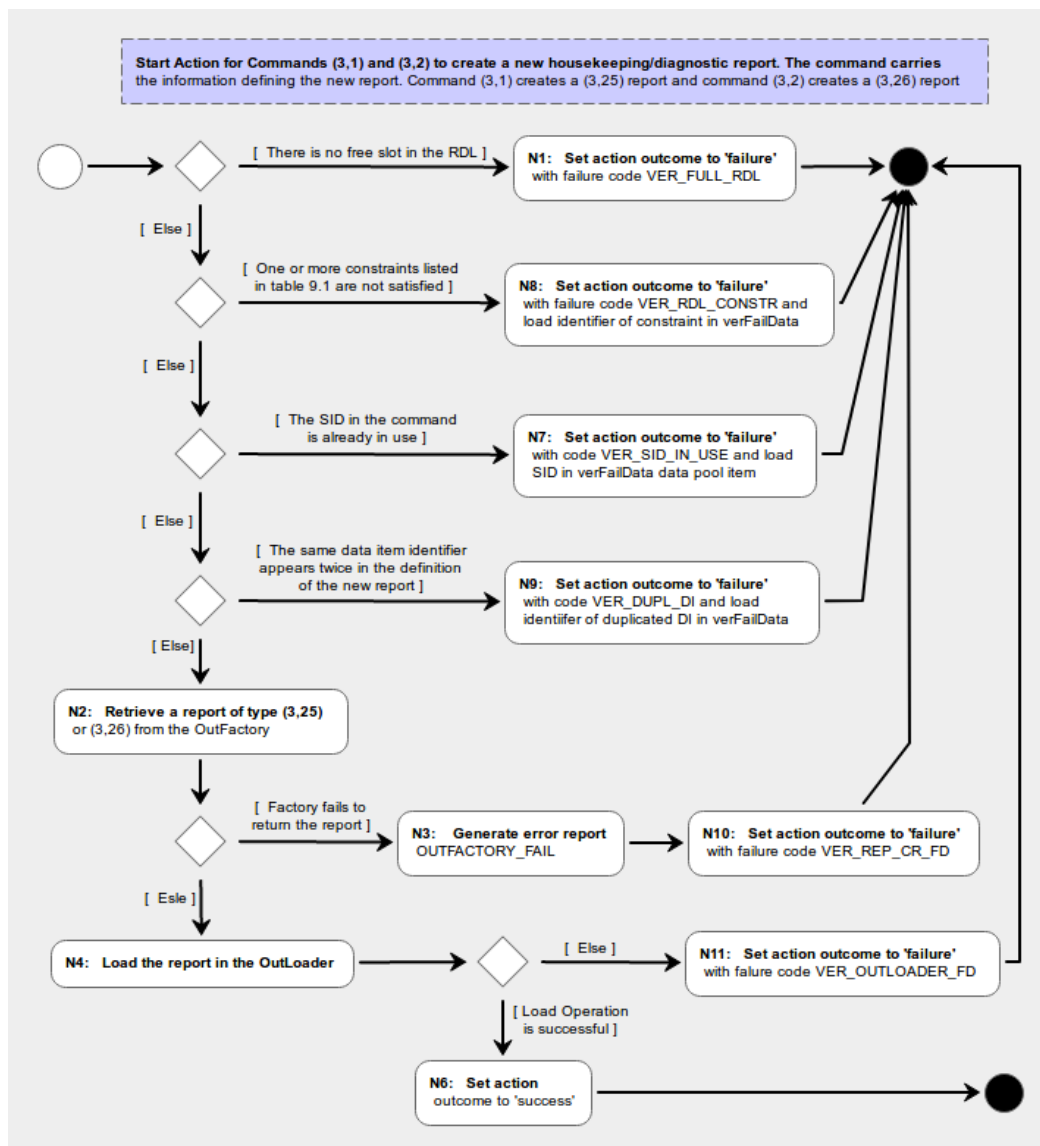 Start Action for Commands (3,1) and (3,2) to create a new housekeeping/diagnostic report. The command carries
the information defining the new report. Command (3,1) creates a (3,25) report and command (3,2) creates a (3,26) report
[ There is no free slot in the RDL ]
N1: Set action outcome to 'failure'
with failure code VER_FULL_RDL
[ Else ]
[ One or more constraints listed
in table 9.1 are not satisfied ]
N8: Set action outcome to 'failure'
with failure code VER_RDL_CONSTR and
load identifier of constraint in verFailData
[ Else ]
[ The SID in the command
is already in use ]
N7: Set action outcome to 'failure'
with code VER_SID_IN_USE and load
SID in verFailData data pool item
[ Else ]
[ The same data item identifier
appears twice in the definition
of the new report ]
N9: Set action outcome to 'failure'
with code VER_DUPL_DI and load
identiifer of duplicated DI in verFailData
[ Else]
N2: Retrieve a report of type (3,25)
or (3,26) from the OutFactory
[ Factory fails to
return the report ]
N3: Generate error report
OUTFACTORY_FAIL
N10: Set action outcome to 'failure'
with failure code VER_REP_CR_FD
[ Esle ]
N4: Load the report in the OutLoader
[ Else ]
N11: Set action outcome to 'failure'
with falure code VER_OUTLOADER_FD
[ Load Operation
is successful ]
N6: Set action
outcome to 'success'